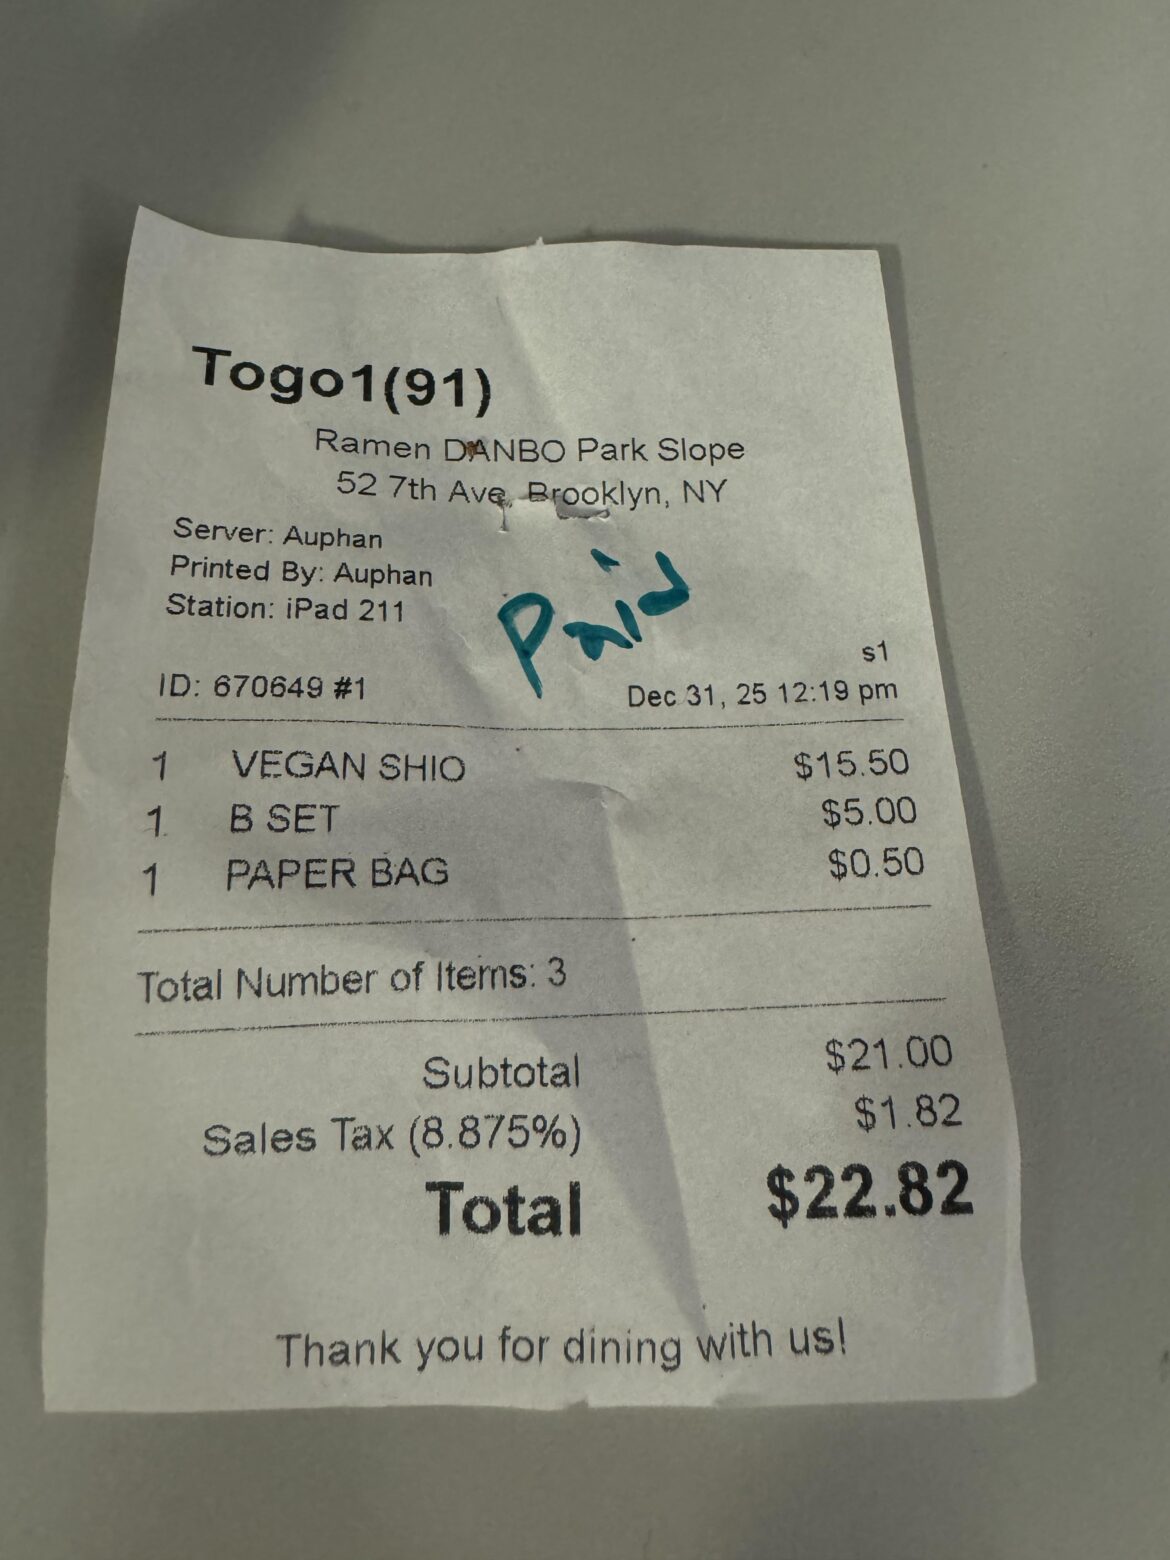 Togo1(91)
Ramen DANBO Park Slope
52 7th Ave, Brooklyn, NY
Server: Auphan
Printed By: Auphan
Station: iPad 211
Paid
s1
ID: 670649 #1 Dec 31, 25 12:19 pm
1 VEGAN SHIO $15.50
1 B SET $5.00
1 PAPER BAG $0.50
Total Number of Items: 3
Subtotal $21.00
Sales Tax (8.875%) $1.82
Total $22.82
Thank you for dining with us!